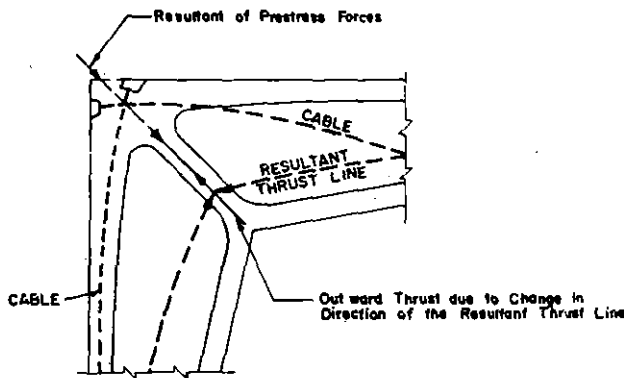 Resultant of Prestress Forces
CABLE
RESULTANT
THRUST LINE
CABLE
Out ward Thrust due to Change in
Direction of the Resultant Thrust Line